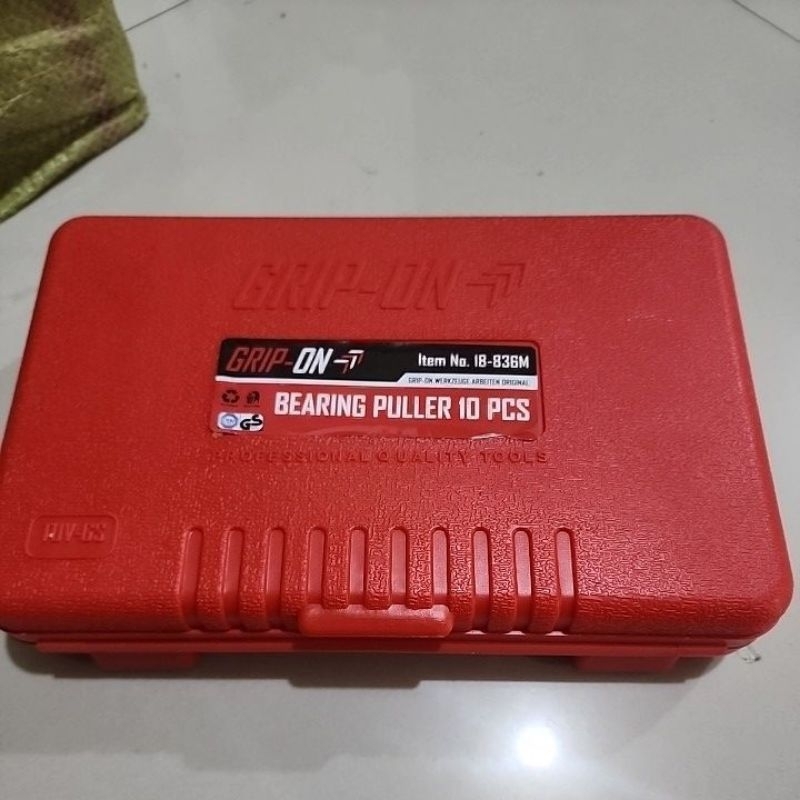 GRIP-ON
GRIP-ON
Item No. 18-836M
GRIP-ON WERKZEUGE ARBEITEN ORIGINAL
BEARING PULLER 10 PCS
GS
PROFESSIONAL QUALITY TOOLS